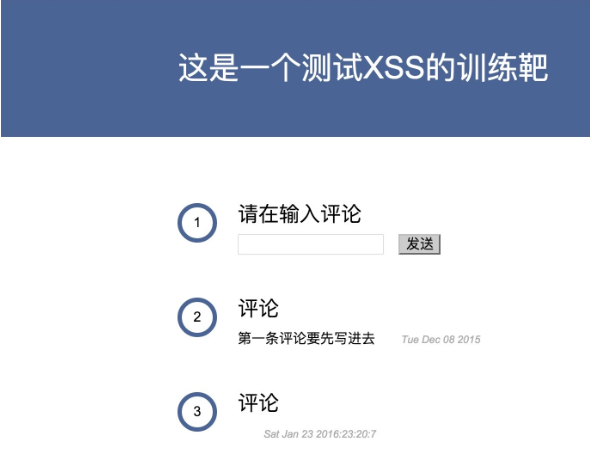 这是一个测试XSS的训练靶
1
请在输入评论
发送
2
评论
第一条评论要先写进去 Tue Dec 08 2015
3
评论
Sat Jan 23 2016:23:20:7